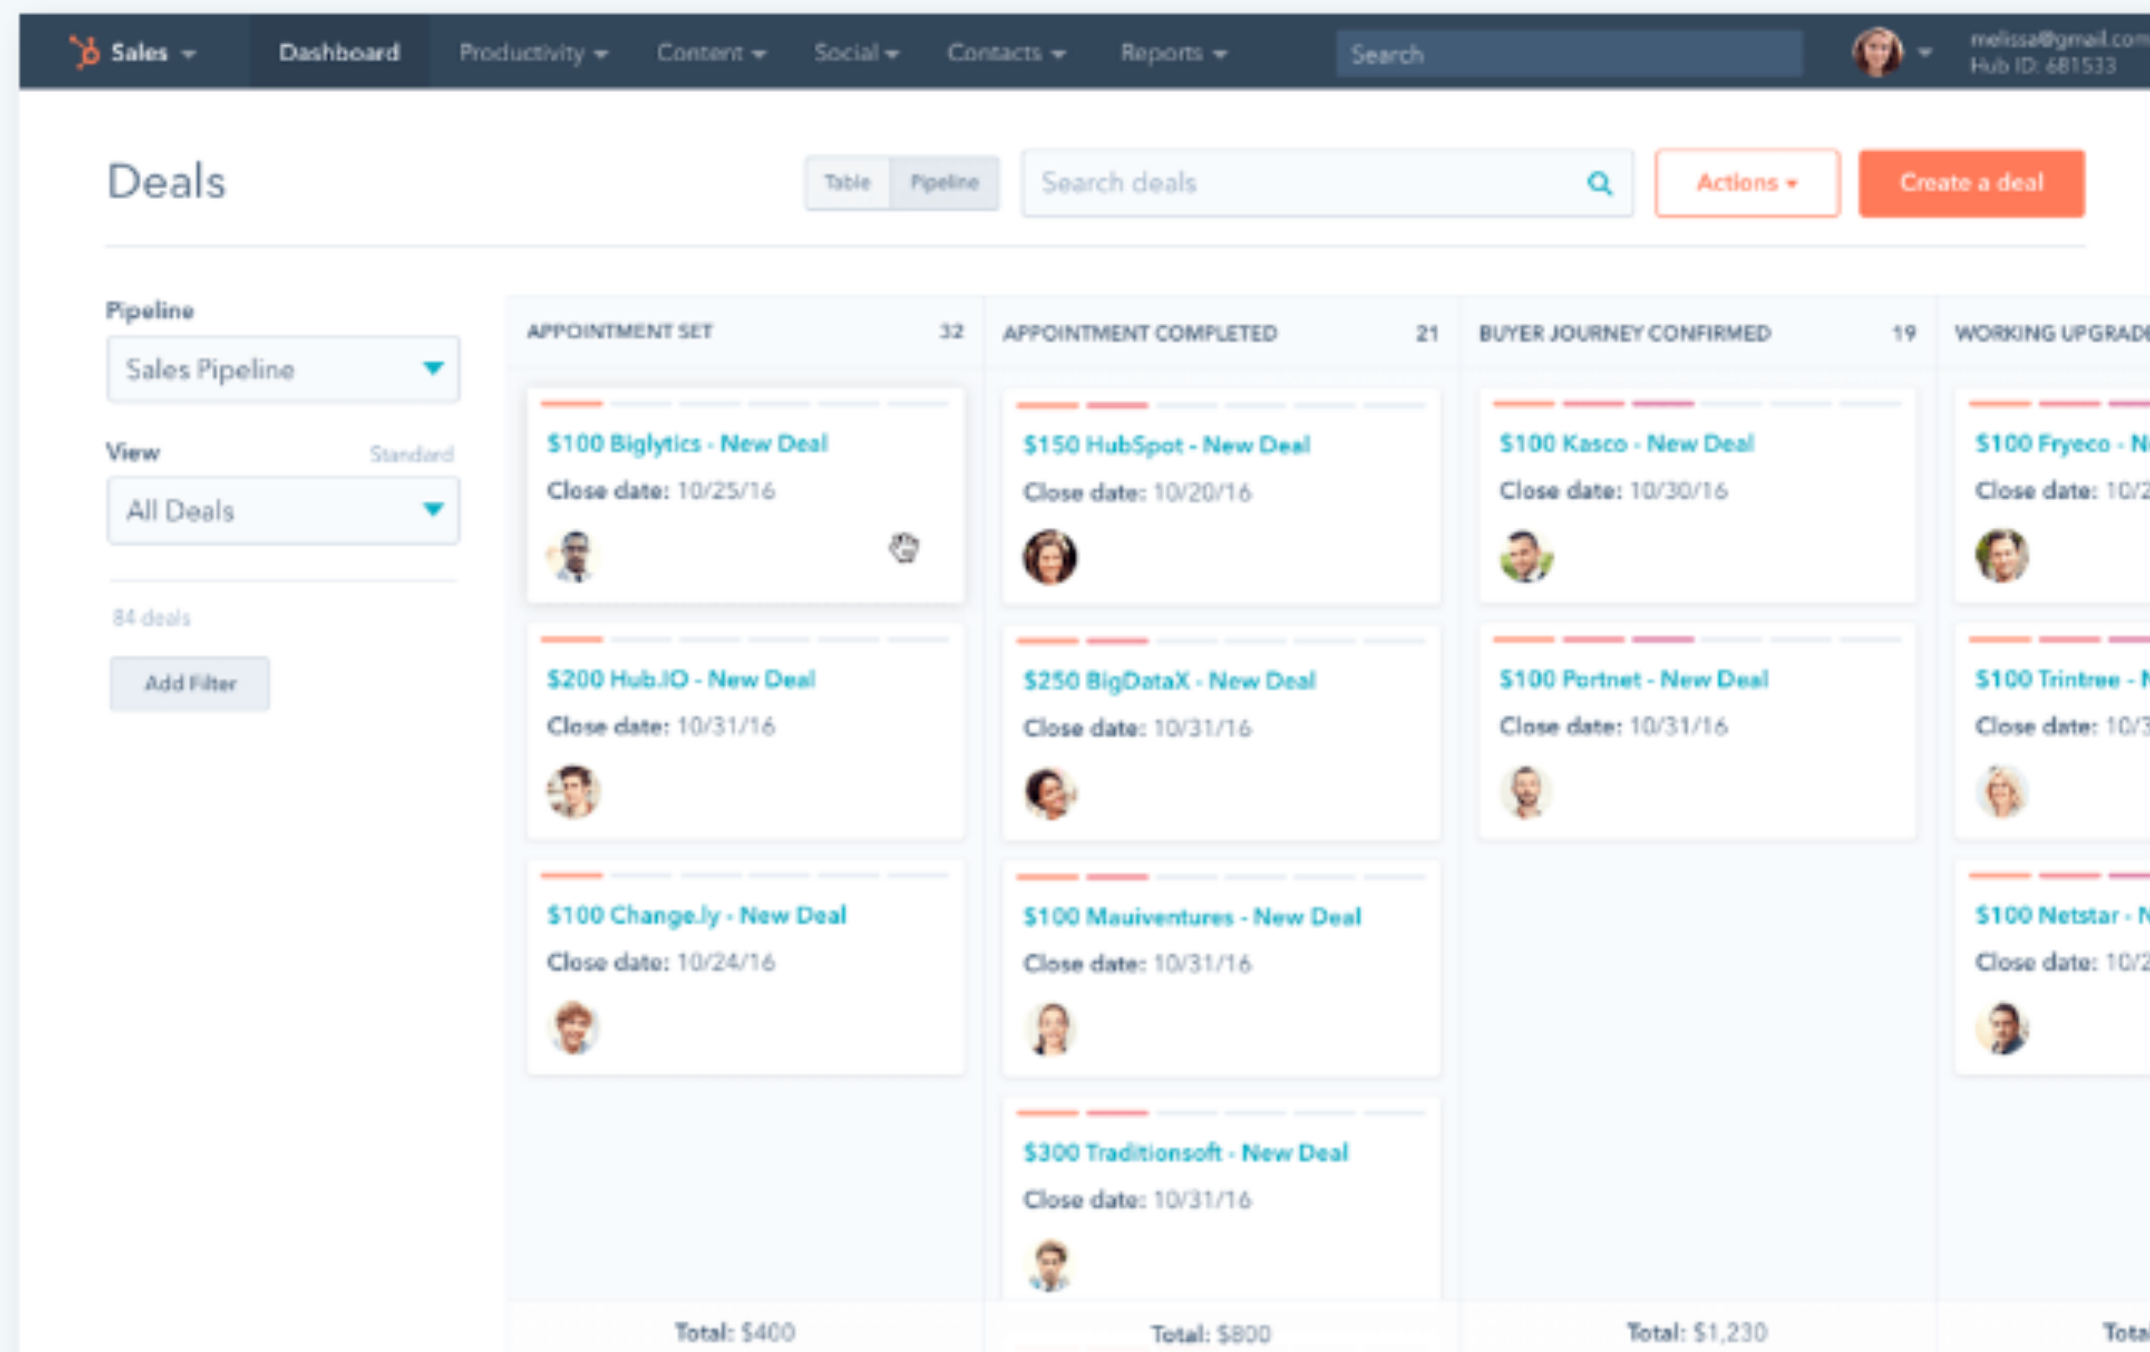 Sales
Dashboard
Productivity
Content
Social
Contacts
Reports
Search
melissa@gmail.com
Hub ID: 681533
Deals
Table
Pipeline
Search deals
Actions
Create a deal
Pipeline
Sales Pipeline
View
Standard
All Deals
84 deals
Add Filter
APPOINTMENT SET 32
$100 Biglytics - New Deal
Close date: 10/25/16
$200 Hub.IO - New Deal
Close date: 10/31/16
$100 Change.ly - New Deal
Close date: 10/24/16
Total: $400
APPOINTMENT COMPLETED 21
$150 HubSpot - New Deal
Close date: 10/20/16
$250 BigDataX - New Deal
Close date: 10/31/16
$100 Mauiventures - New Deal
Close date: 10/31/16
$300 Traditionsoft - New Deal
Close date: 10/31/16
Total: $800
BUYER JOURNEY CONFIRMED 19
$100 Kasco - New Deal
Close date: 10/30/16
$100 Portnet - New Deal
Close date: 10/31/16
Total: $1,230
WORKING UPGRADE
$100 Fryeco - N
Close date: 10/2
$100 Trintree - N
Close date: 10/3
$100 Netstar - N
Close date: 10/2
Total